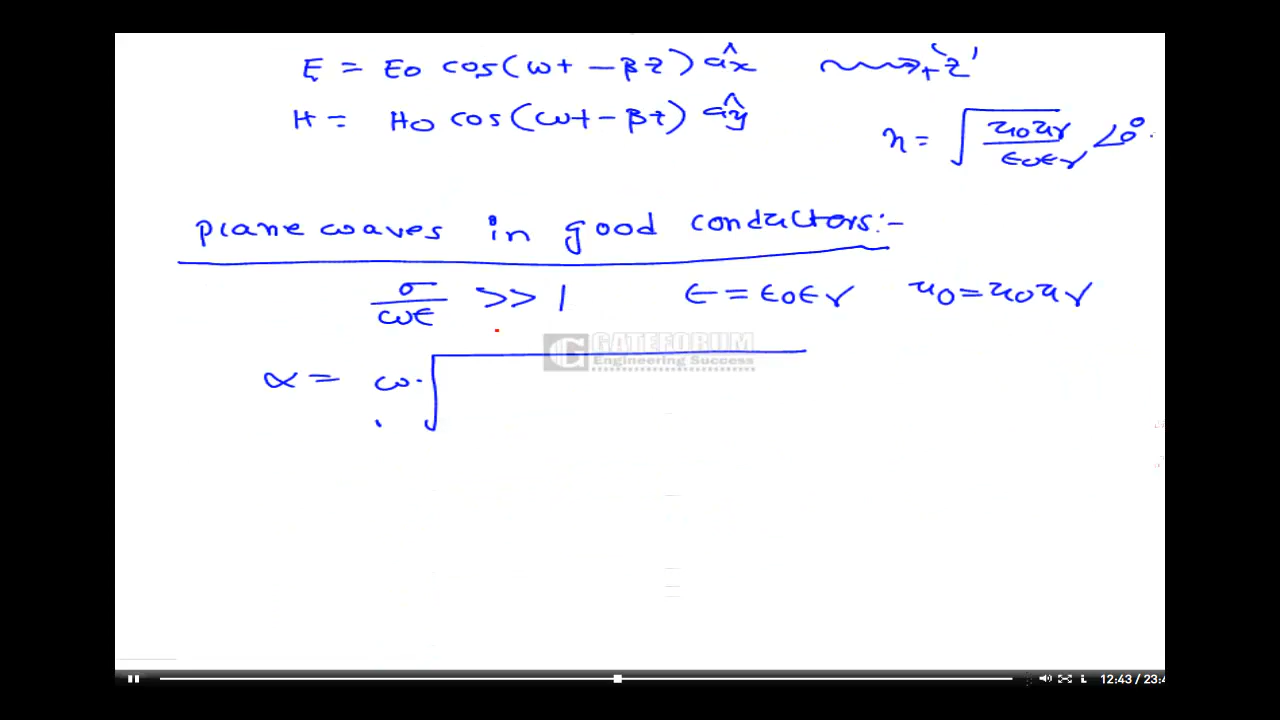 E = E0 cos(ωt - βz) âx ⟿ +'z'
H = H0 cos(ωt - βz) ây
η = √(μ0μr / ε0εr) ∠0°
plane waves in good conductors:-
σ/ωε >> 1 ε = ε0εr μ0 = μ0μr
GATEFORUM
Engineering Success
α = ω·√
12:43 / 23:4